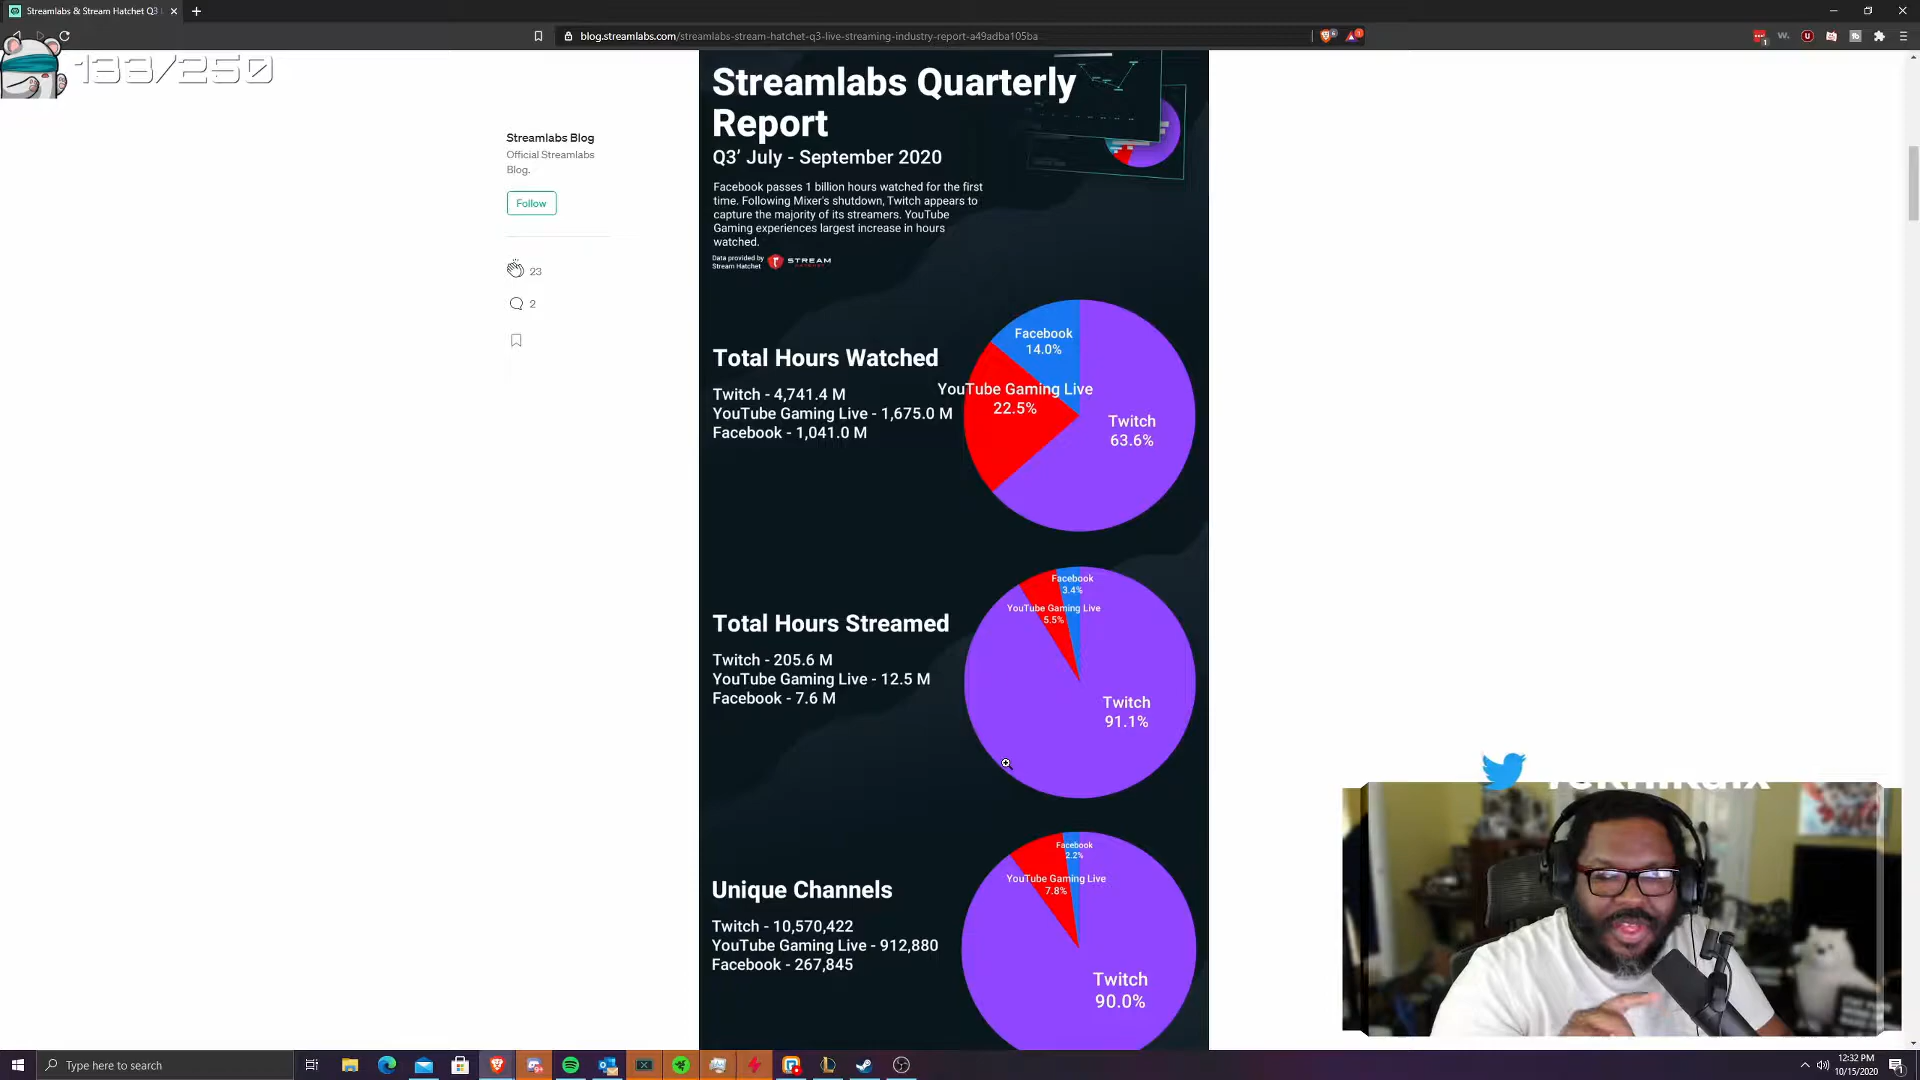 Streamlabs & Stream Hatchet Q3
blog.streamlabs.com/streamlabs-stream-hatchet-q3-live-streaming-industry-report-a49adba105ba
133/250
Streamlabs Blog
Official Streamlabs
Blog.
Follow
23
2
Streamlabs Quarterly
Report
Q3’ July - September 2020
Facebook passes 1 billion hours watched for the first
time. Following Mixer's shutdown, Twitch appears to
capture the majority of its streamers. YouTube
Gaming experiences largest increase in hours
watched.
Data provided by
Stream Hatchet
STREAM
Total Hours Watched
Twitch - 4,741.4 M
YouTube Gaming Live - 1,675.0 M
Facebook - 1,041.0 M
Facebook
14.0%
YouTube Gaming Live
22.5%
Twitch
63.6%
Total Hours Streamed
Twitch - 205.6 M
YouTube Gaming Live - 12.5 M
Facebook - 7.6 M
Facebook
3.4%
YouTube Gaming Live
5.5%
Twitch
91.1%
Unique Channels
Twitch - 10,570,422
YouTube Gaming Live - 912,880
Facebook - 267,845
Facebook
2.2%
YouTube Gaming Live
7.8%
Twitch
90.0%
Type here to search
12:32 PM
10/15/2020